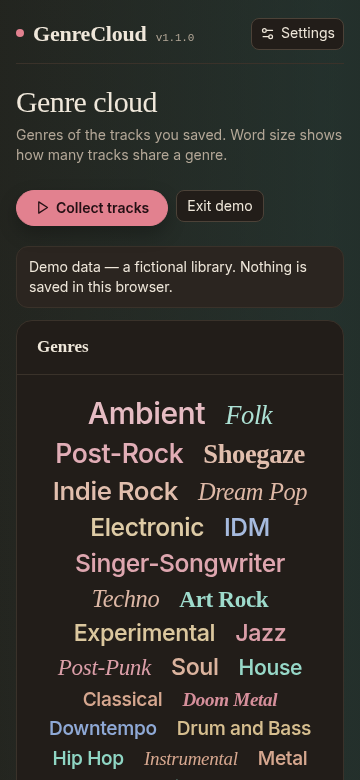 GenreCloud v1.1.0 Settings
Genre cloud
Genres of the tracks you saved. Word size shows
how many tracks share a genre.
Collect tracks Exit demo
Demo data — a fictional library. Nothing is
saved in this browser.
Genres
Ambient Folk
Post-Rock Shoegaze
Indie Rock Dream Pop
Electronic IDM
Singer-Songwriter
Techno Art Rock
Experimental Jazz
Post-Punk Soul House
Classical Doom Metal
Downtempo Drum and Bass
Hip Hop Instrumental Metal